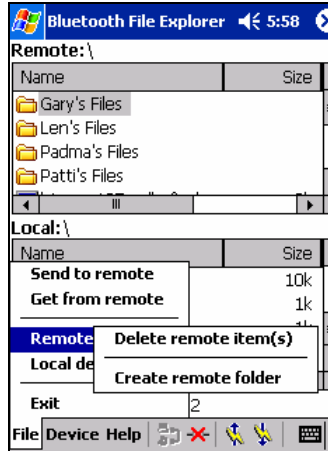 Bluetooth File Explorer 5:58
Remote: \
Name Size
Gary's Files
Len's Files
Padma's Files
Patti's Files
Local: \
Name Size
Send to remote 10k
Get from remote 1k
Remote Delete remote item(s)
Local de Create remote folder
Exit 2
File Device Help